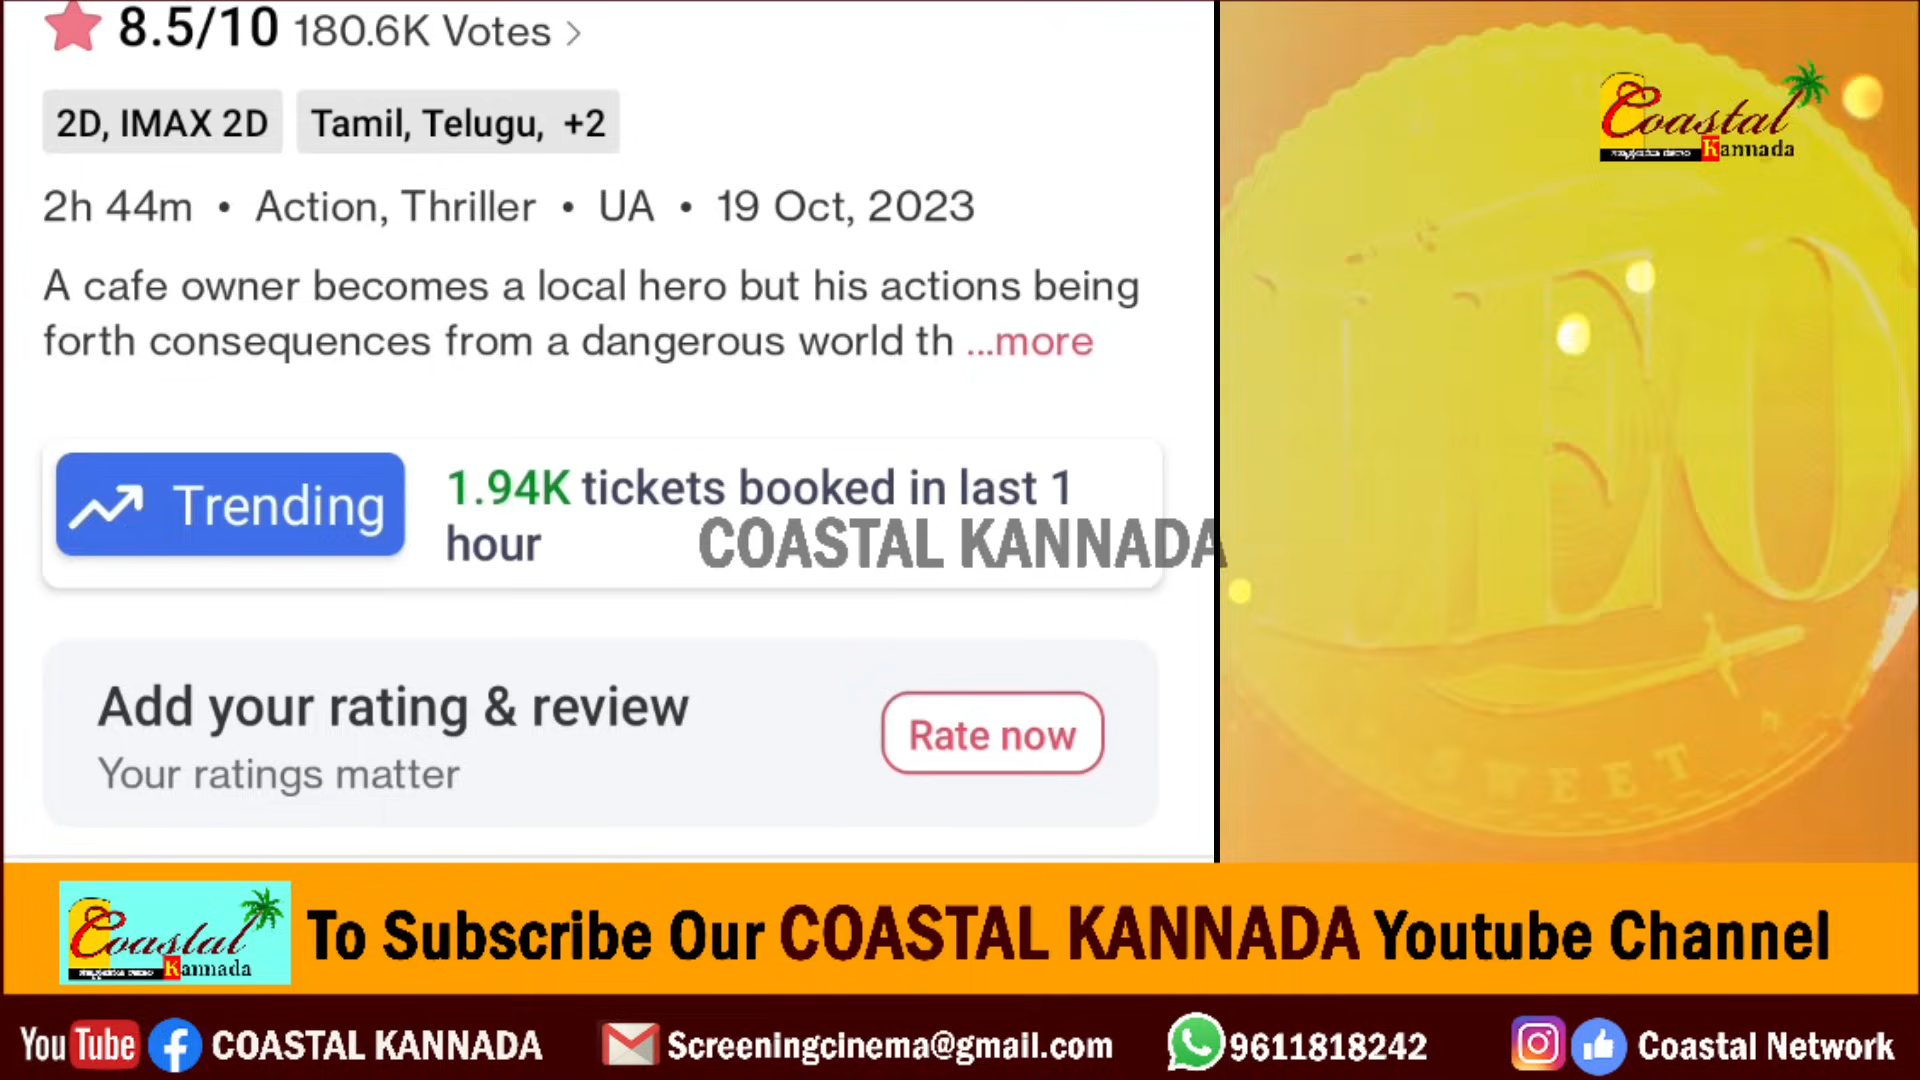 8.5/10 180.6K Votes >
2D, IMAX 2D Tamil, Telugu, +2
2h 44m • Action, Thriller • UA • 19 Oct, 2023
A cafe owner becomes a local hero but his actions being
forth consequences from a dangerous world th ...more
Trending
1.94K tickets booked in last 1
hour
COASTAL KANNADA
Add your rating & review
Your ratings matter
Rate now
Coastal
Kannada
LEO
SWEET
Coastal
Kannada
To Subscribe Our COASTAL KANNADA Youtube Channel
YouTube COASTAL KANNADA Screeningcinema@gmail.com 9611818242 Coastal Network